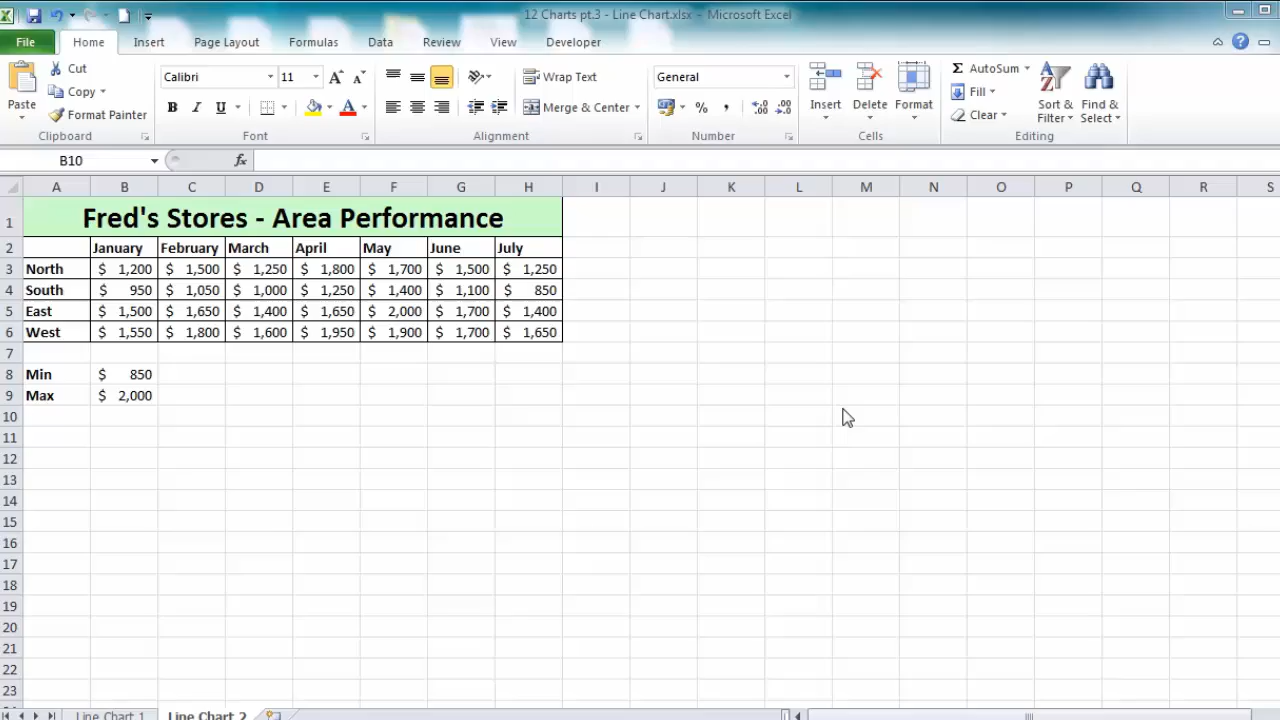 12 Charts pt.3 - Line Chart.xlsx - Microsoft Excel
File Home Insert Page Layout Formulas Data Review View Developer
Cut
Copy
Format Painter
Paste
Clipboard
Calibri 11
B I U
Font
Wrap Text
Merge & Center
Alignment
General
% ,
Number
Insert Delete Format
Cells
Σ AutoSum
Fill
Clear
Sort & Filter
Find & Select
Editing
B10 fx
A B C D E F G H I J K L M N O P Q R S
1 Fred's Stores - Area Performance
2 January February March April May June July
3 North $ 1,200 $ 1,500 $ 1,250 $ 1,800 $ 1,700 $ 1,500 $ 1,250
4 South $ 950 $ 1,050 $ 1,000 $ 1,250 $ 1,400 $ 1,100 $ 850
5 East $ 1,500 $ 1,650 $ 1,400 $ 1,650 $ 2,000 $ 1,700 $ 1,400
6 West $ 1,550 $ 1,800 $ 1,600 $ 1,950 $ 1,900 $ 1,700 $ 1,650
7
8 Min $ 850
9 Max $ 2,000
10
11
12
13
14
15
16
17
18
19
20
21
22
23
Line Chart 1 Line Chart 2